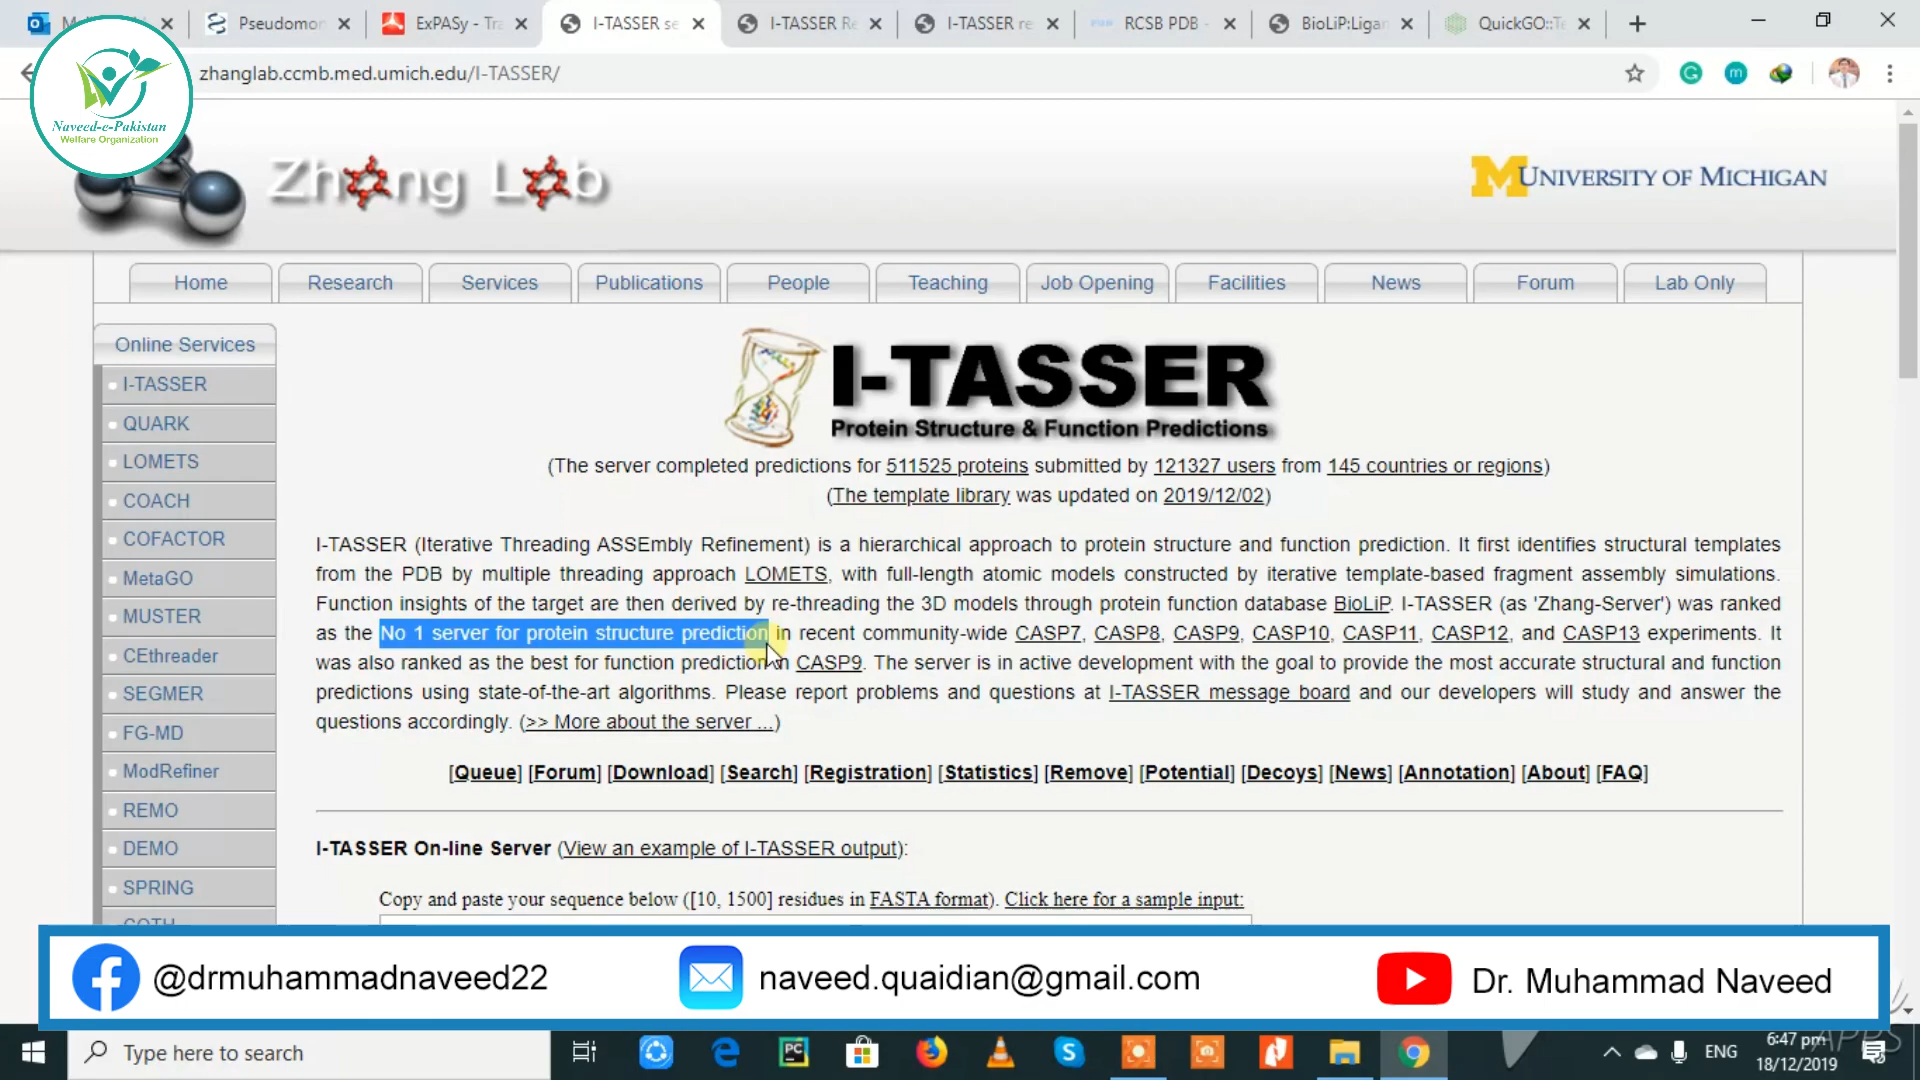 Pseudomon
ExPASy - Tra
I-TASSER se
I-TASSER Re
I-TASSER re
RCSB PDB -
BioLiP:Ligan
QuickGO::Te
zhanglab.ccmb.med.umich.edu/I-TASSER/
Naveed-e-Pakistan
Welfare Organization
Zhang Lab
UNIVERSITY OF MICHIGAN
Home
Research
Services
Publications
People
Teaching
Job Opening
Facilities
News
Forum
Lab Only
Online Services
I-TASSER
QUARK
LOMETS
COACH
COFACTOR
MetaGO
MUSTER
CEthreader
SEGMER
FG-MD
ModRefiner
REMO
DEMO
SPRING
COTH
I-TASSER
Protein Structure & Function Predictions
(The server completed predictions for 511525 proteins submitted by 121327 users from 145 countries or regions)
(The template library was updated on 2019/12/02)
I-TASSER (Iterative Threading ASSEmbly Refinement) is a hierarchical approach to protein structure and function prediction. It first identifies structural templates
from the PDB by multiple threading approach LOMETS, with full-length atomic models constructed by iterative template-based fragment assembly simulations.
Function insights of the target are then derived by re-threading the 3D models through protein function database BioLiP. I-TASSER (as 'Zhang-Server') was ranked
as the No 1 server for protein structure prediction in recent community-wide CASP7, CASP8, CASP9, CASP10, CASP11, CASP12, and CASP13 experiments. It
was also ranked as the best for function prediction in CASP9. The server is in active development with the goal to provide the most accurate structural and function
predictions using state-of-the-art algorithms. Please report problems and questions at I-TASSER message board and our developers will study and answer the
questions accordingly. (>> More about the server ...)
[Queue] [Forum] [Download] [Search] [Registration] [Statistics] [Remove] [Potential] [Decoys] [News] [Annotation] [About] [FAQ]
I-TASSER On-line Server (View an example of I-TASSER output):
Copy and paste your sequence below ([10, 1500] residues in FASTA format). Click here for a sample input:
@drmuhammadnaveed22
naveed.quaidian@gmail.com
Dr. Muhammad Naveed
Type here to search
ENG
6:47 pm
18/12/2019
APPS